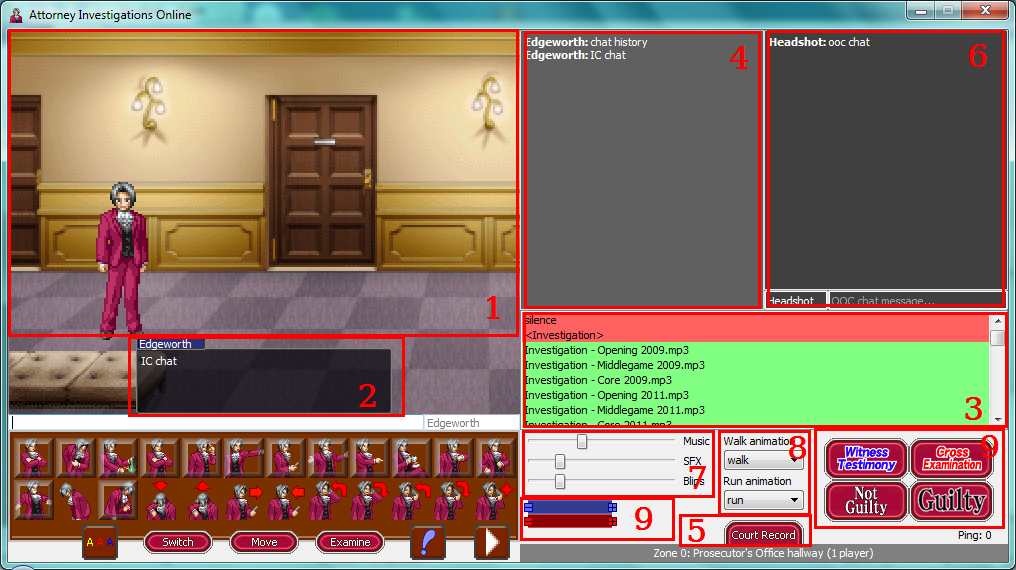 Attorney Investigations Online
Edgeworth: chat history
Edgeworth: IC chat
4
Headshot: ooc chat
6
1
Headshot
OOC chat message...
silence
<Investigation>
Investigation - Opening 2009.mp3
Investigation - Middlegame 2009.mp3
Investigation - Core 2009.mp3
Investigation - Opening 2011.mp3
Investigation - Middlegame 2011.mp3
Investigation - Core 2011.mp3
3
Edgeworth
IC chat
2
Edgeworth
Music
SFX
Blips
7
Walk animation
walk
Run animation
run
8
Witness
Testimony
Cross
Examination
Not
Guilty
Guilty
9
9
5
Court Record
Ping: 0
A A A
Switch
Move
Examine
!
Zone 0: Prosecutor's Office hallway (1 player)